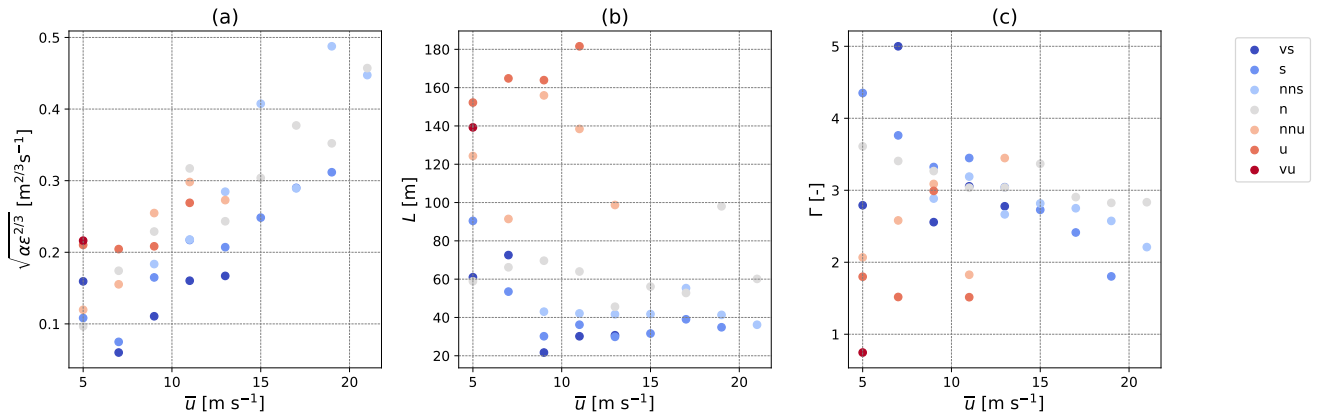 (a)
0.5
0.4
0.3
0.2
0.1
√αε^{2/3} [m^{2/3}s^{−1}]
5
10
15
20
u̅ [m s^{−1}]
(b)
180
160
140
120
100
80
60
40
20
L [m]
5
10
15
20
u̅ [m s^{−1}]
(c)
5
4
3
2
1
Γ [-]
5
10
15
20
u̅ [m s^{−1}]
vs
s
nns
n
nnu
u
vu